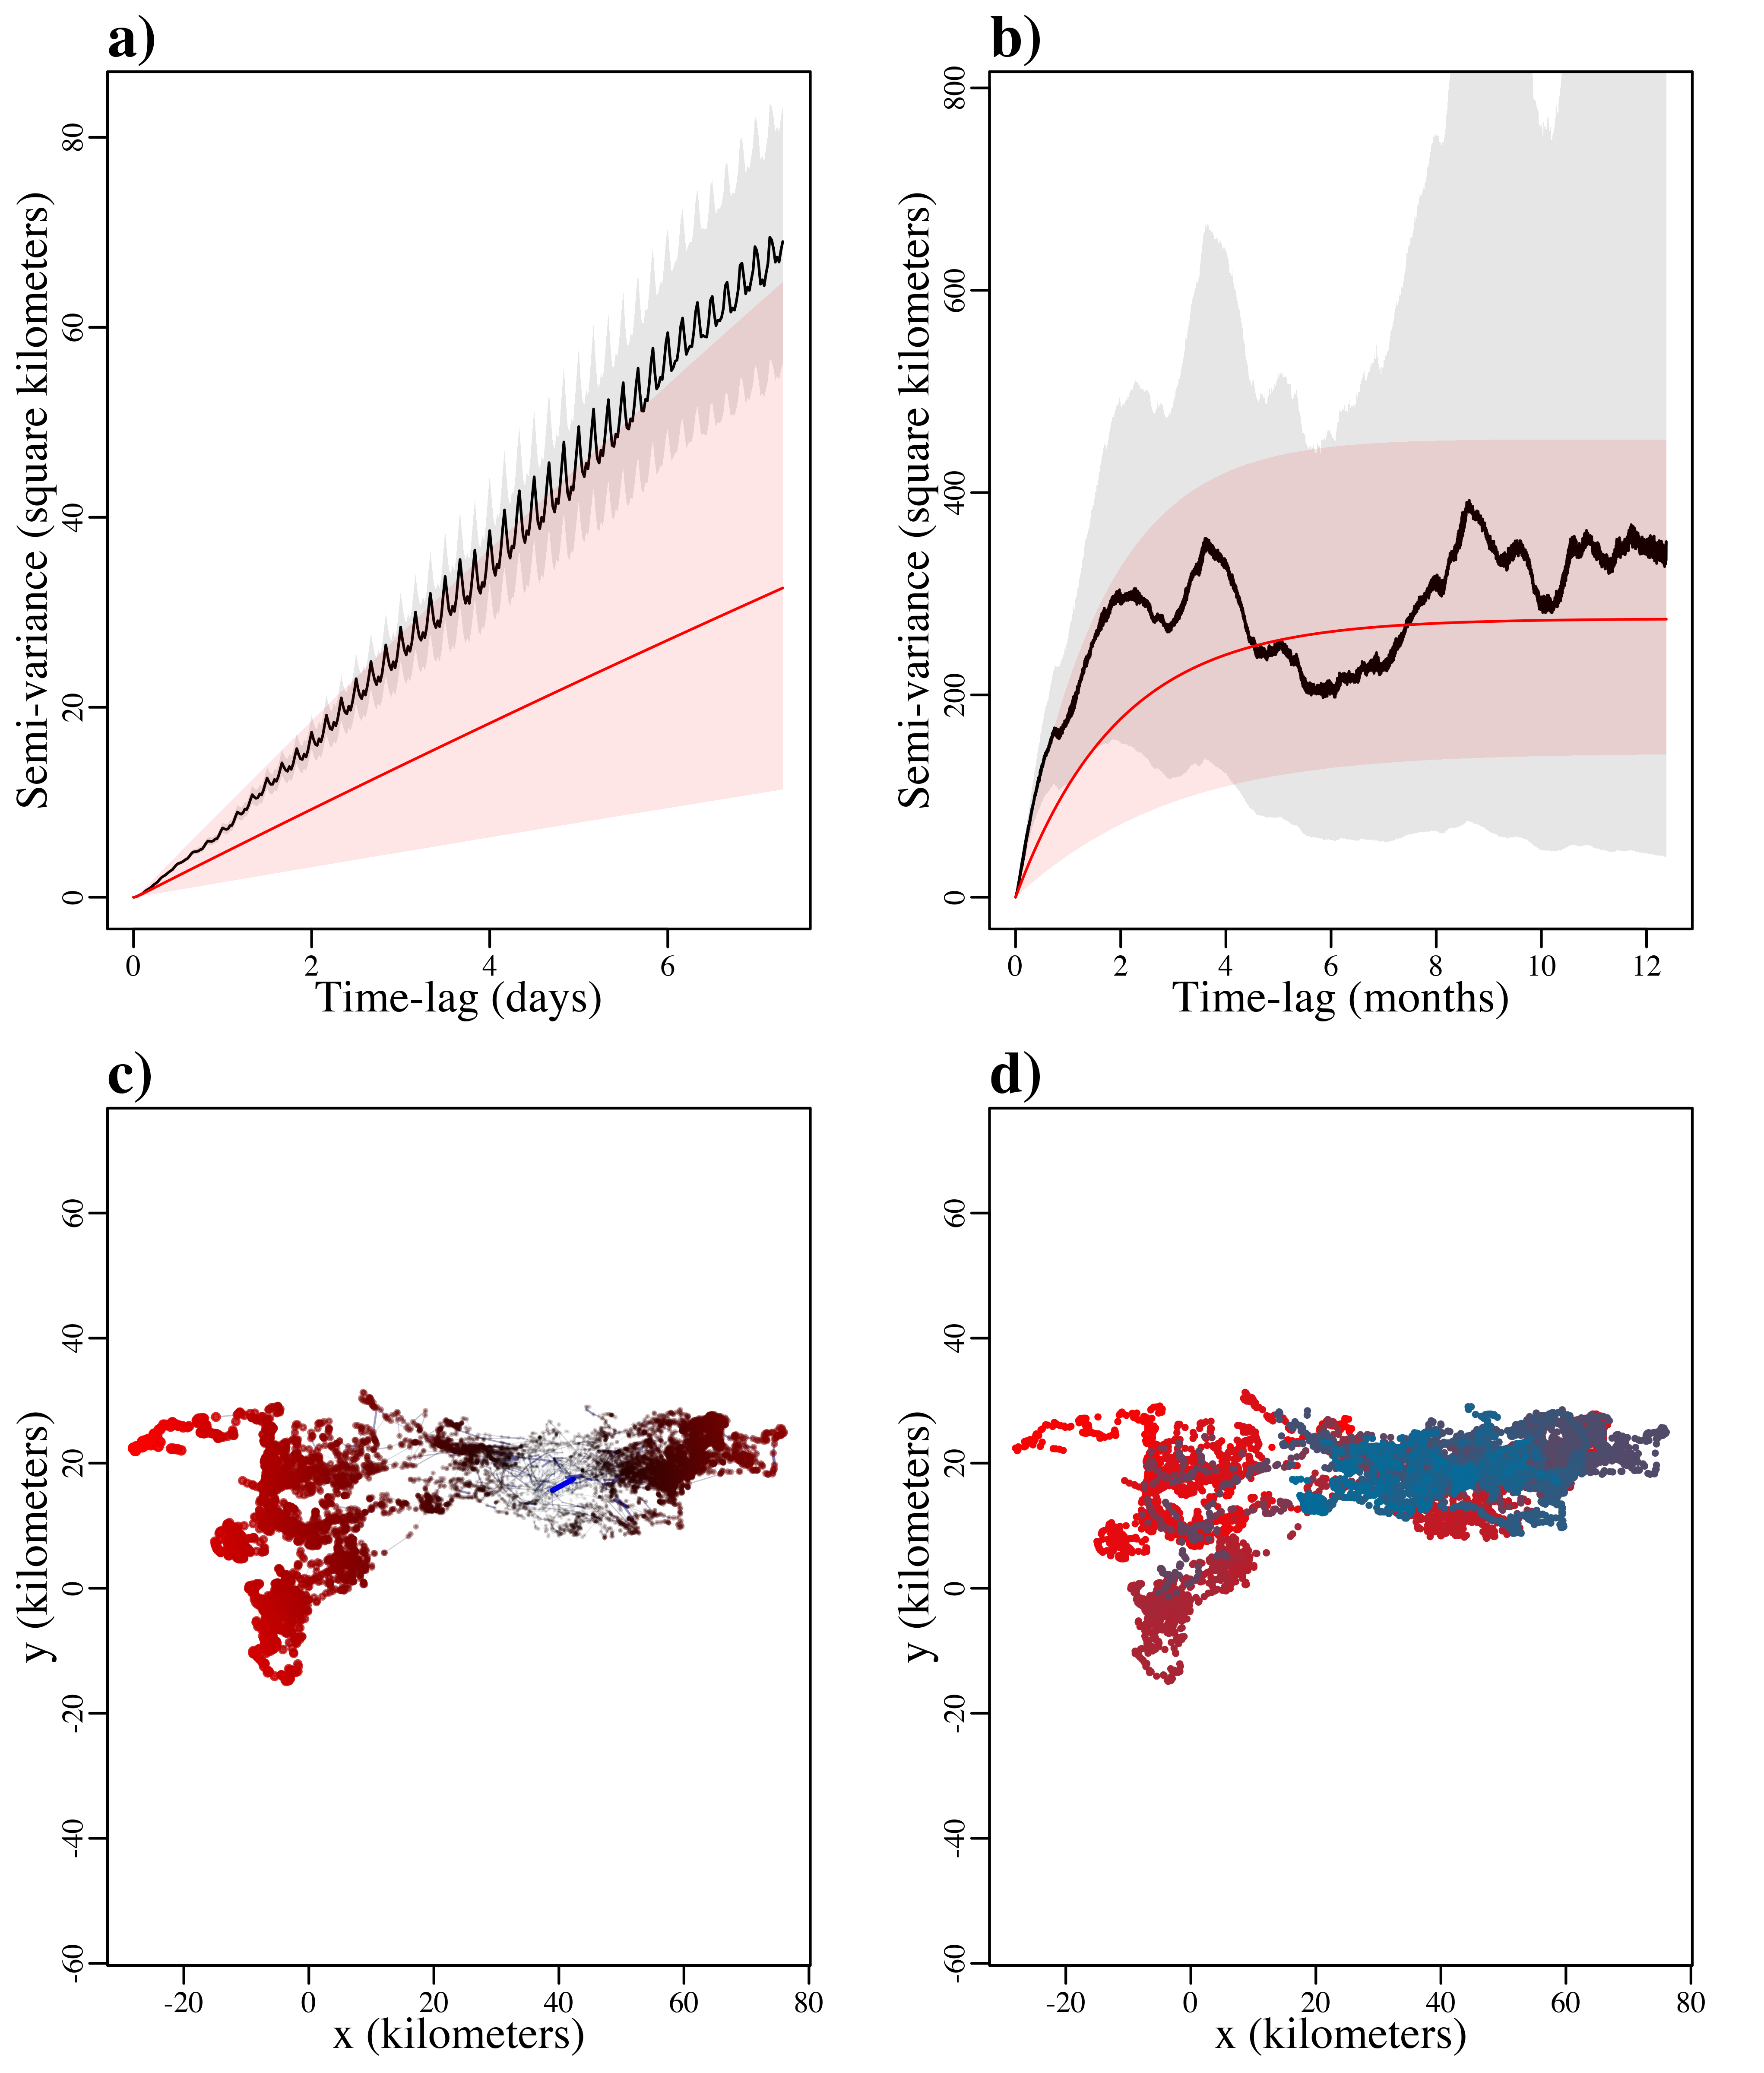 a)
Semi-variance (square kilometers)
80
60
40
20
0
0 2 4 6
Time-lag (days)
b)
Semi-variance (square kilometers)
800
600
400
200
0
0 2 4 6 8 10 12
Time-lag (months)
c)
y (kilometers)
60
40
20
0
-20
-40
-60
-20 0 20 40 60 80
x (kilometers)
d)
y (kilometers)
60
40
20
0
-20
-40
-60
-20 0 20 40 60 80
x (kilometers)